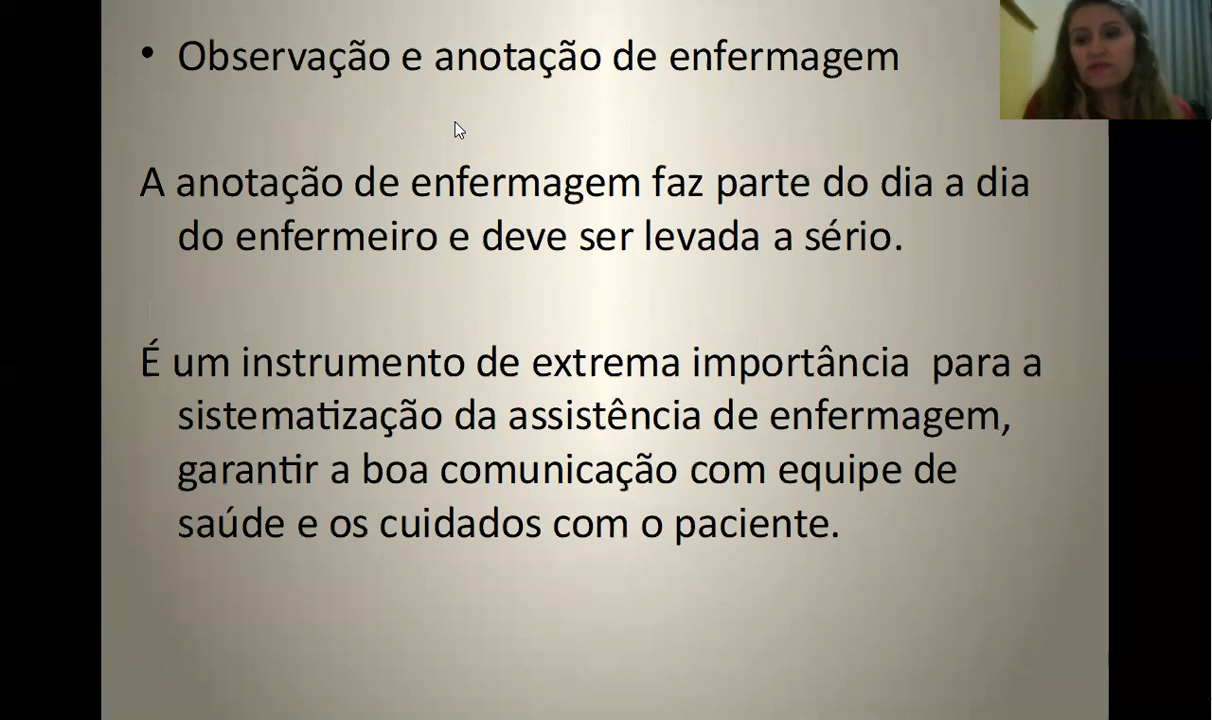 • Observação e anotação de enfermagem
A anotação de enfermagem faz parte do dia a dia
do enfermeiro e deve ser levada a sério.
É um instrumento de extrema importância  para a
sistematização da assistência de enfermagem,
garantir a boa comunicação com equipe de
saúde e os cuidados com o paciente.